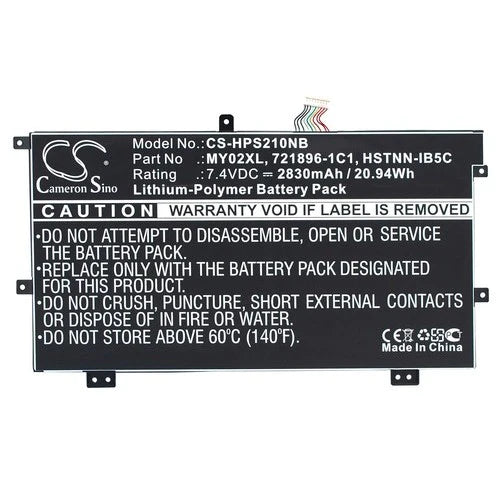 CS
Cameron Sino
Model No.: CS-HPS210NB
Part No.: MY02XL, 721896-1C1, HSTNN-IB5C
Rating: 7.4VDC⎓2830mAh / 20.94Wh
Lithium-Polymer Battery Pack
CAUTION WARRANTY VOID IF LABEL IS REMOVED
•DO NOT ATTEMPT TO DISASSEMBLE, OPEN OR SERVICE
THE BATTERY PACK.
•REPLACE ONLY WITH THE BATTERY PACK DESIGNATED
FOR THIS PRODUCT.
•DO NOT CRUSH, PUNCTURE, SHORT EXTERNAL CONTACTS
OR DISPOSE OF IN FIRE OR WATER.
•DO NOT STORE ABOVE 60℃ (140℉).
CE FC
Made In China